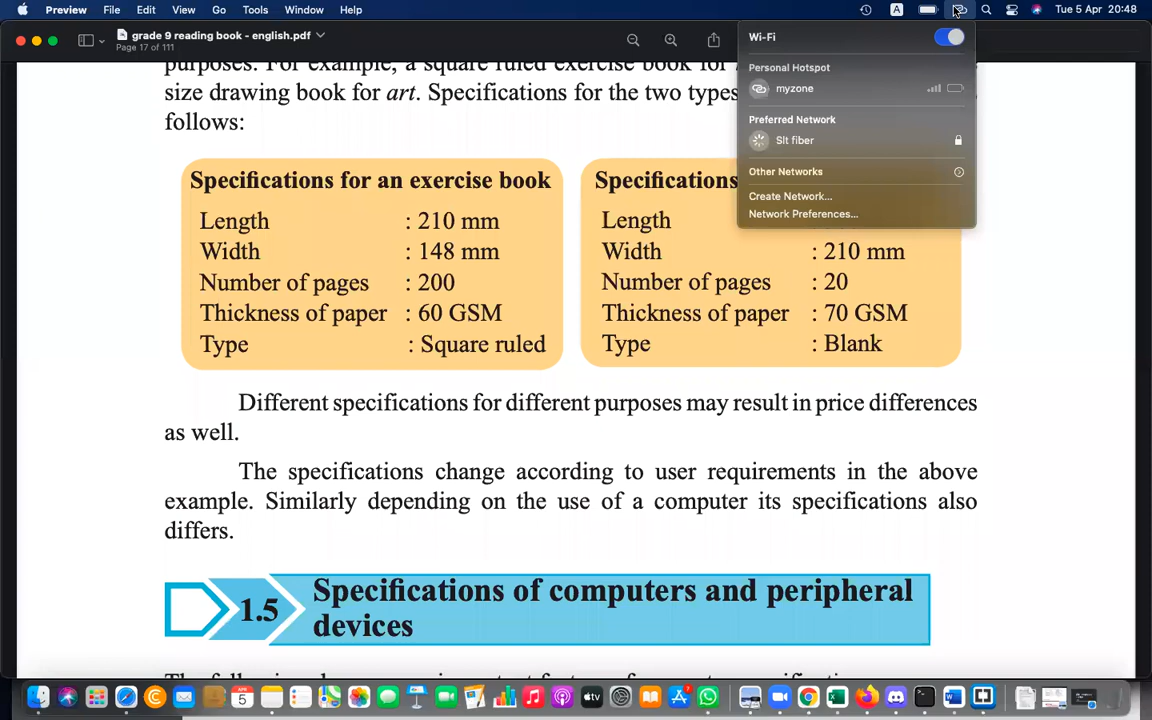 Preview File Edit View Go Tools Window Help A Tue 5 Apr 20:48
grade 9 reading book - english.pdf
Page 17 of 111
Wi-Fi
Personal Hotspot
myzone
Preferred Network
Slt fiber
Other Networks
Create Network...
Network Preferences...
purposes. For example, a square ruled exercise book for
size drawing book for art. Specifications for the two types
follows:
Specifications for an exercise book
Length : 210 mm
Width : 148 mm
Number of pages : 200
Thickness of paper : 60 GSM
Type : Square ruled
Specifications
Length
Width : 210 mm
Number of pages : 20
Thickness of paper : 70 GSM
Type : Blank
Different specifications for different purposes may result in price differences
as well.
The specifications change according to user requirements in the above
example. Similarly depending on the use of a computer its specifications also
differs.
1.5 Specifications of computers and peripheral
devices